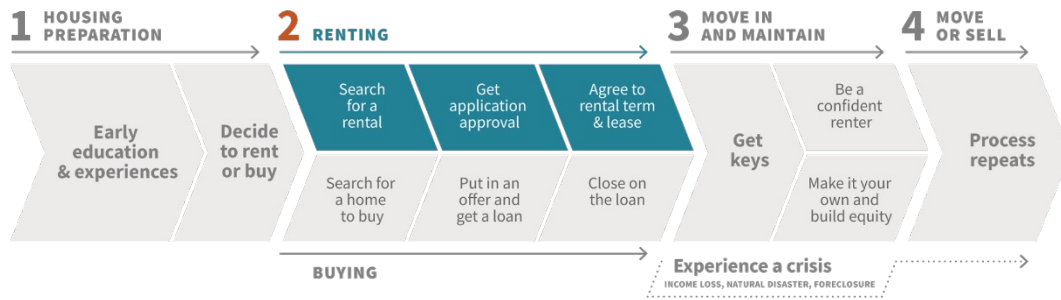 1 HOUSING
PREPARATION
2 RENTING
3 MOVE IN
AND MAINTAIN
4 MOVE
OR SELL
Early
education
& experiences
Decide
to rent
or buy
Search
for a
rental
Get
application
approval
Agree to
rental term
& lease
Search for
a home
to buy
Put in an
offer and
get a loan
Close on
the loan
Get
keys
Be a
confident
renter
Make it your
own and
build equity
Process
repeats
BUYING
Experience a crisis
INCOME LOSS, NATURAL DISASTER, FORECLOSURE